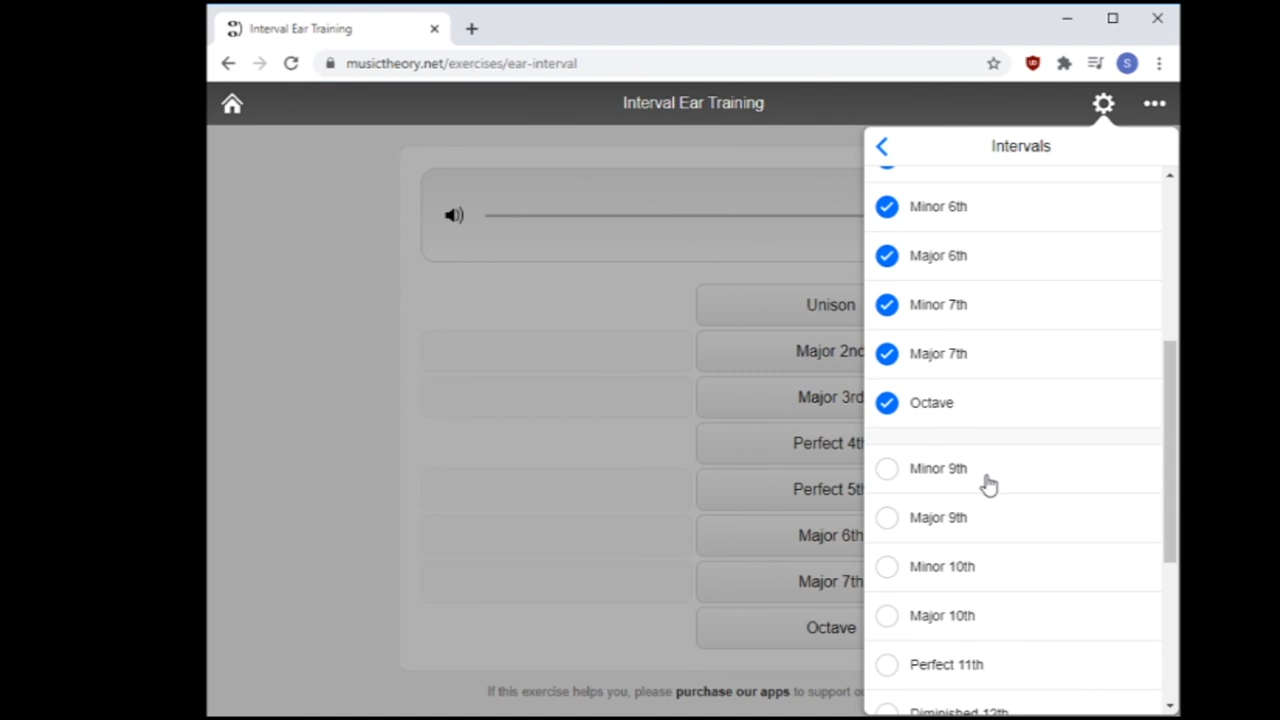 Interval Ear Training
musictheory.net/exercises/ear-interval
S
Interval Ear Training
Intervals
Minor 6th
Major 6th
Minor 7th
Major 7th
Octave
Minor 9th
Major 9th
Minor 10th
Major 10th
Perfect 11th
Diminished 12th
Unison
Major 2nd
Major 3rd
Perfect 4th
Perfect 5th
Major 6th
Major 7th
Octave
If this exercise helps you, please purchase our apps to support